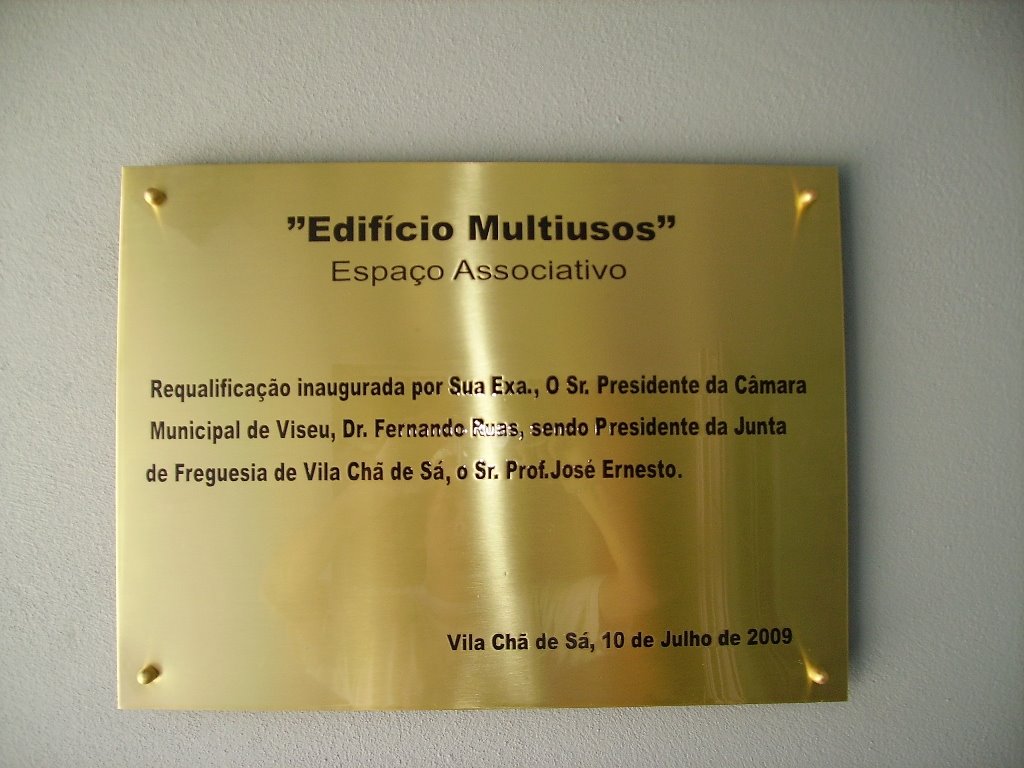 ”Edifício Multiusos”
Espaço Associativo
Requalificação inaugurada por Sua Exa., O Sr. Presidente da Câmara
Municipal de Viseu, Dr. Fernando Ruas, sendo Presidente da Junta
de Freguesia de Vila Chã de Sá, o Sr. Prof.José Ernesto.
Vila Chã de Sá, 10 de Julho de 2009